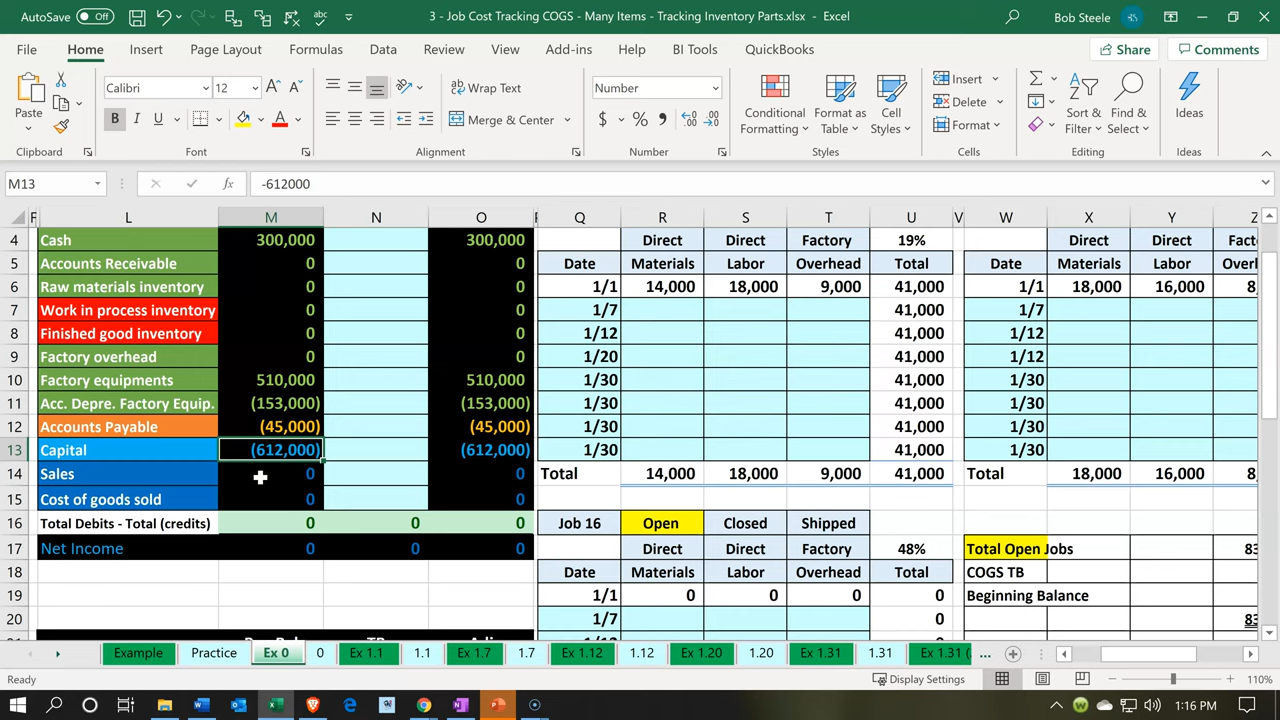 AutoSave Off 3 - Job Cost Tracking COGS - Many Items - Tracking Inventory Parts.xlsx - Excel Bob Steele
File Home Insert Page Layout Formulas Data Review View Add-ins Help BI Tools QuickBooks Share Comments
Paste Calibri 12 Wrap Text Number Conditional Formatting Format as Table Cell Styles Insert Sort & Filter Find & Select Ideas
B I U Merge & Center $ % Delete Format
Clipboard Font Alignment Number Styles Cells Editing Ideas
M13 fx -612000
F L M N O Q R S T U V W X Y Z
4 Cash 300,000 300,000 Direct Direct Factory 19% Direct Direct
5 Accounts Receivable 0 0 Date Materials Labor Overhead Total Date Materials Labor
6 Raw materials inventory 0 0 1/1 14,000 18,000 9,000 41,000 1/1 18,000 16,000
7 Work in process inventory 0 0 1/7 41,000 1/7
8 Finished good inventory 0 0 1/12 41,000 1/12
9 Factory overhead 0 0 1/20 41,000 1/12
10 Factory equipments 510,000 510,000 1/30 41,000 1/30
11 Acc. Depre. Factory Equip. (153,000) (153,000) 1/30 41,000 1/30
12 Accounts Payable (45,000) (45,000) 1/30 41,000 1/30
13 Capital (612,000) (612,000) 1/30 41,000 1/30
14 Sales 0 0 Total 14,000 18,000 9,000 41,000 Total 18,000 16,000
15 Cost of goods sold 0 0
16 Total Debits - Total (credits) 0 0 0 Job 16 Open Closed Shipped
17 Net Income 0 0 0 Direct Direct Factory 48% Total Open Jobs 83
18 Date Materials Labor Overhead Total COGS TB
19 1/1 0 0 0 0 Beginning Balance
20 1/7 0 83
Example Practice Ex 0 0 Ex 1.1 1.1 Ex 1.7 1.7 Ex 1.12 1.12 Ex 1.20 1.20 Ex 1.31 1.31 Ex 1.31 ( ...
Ready Display Settings 110%
1:16 PM